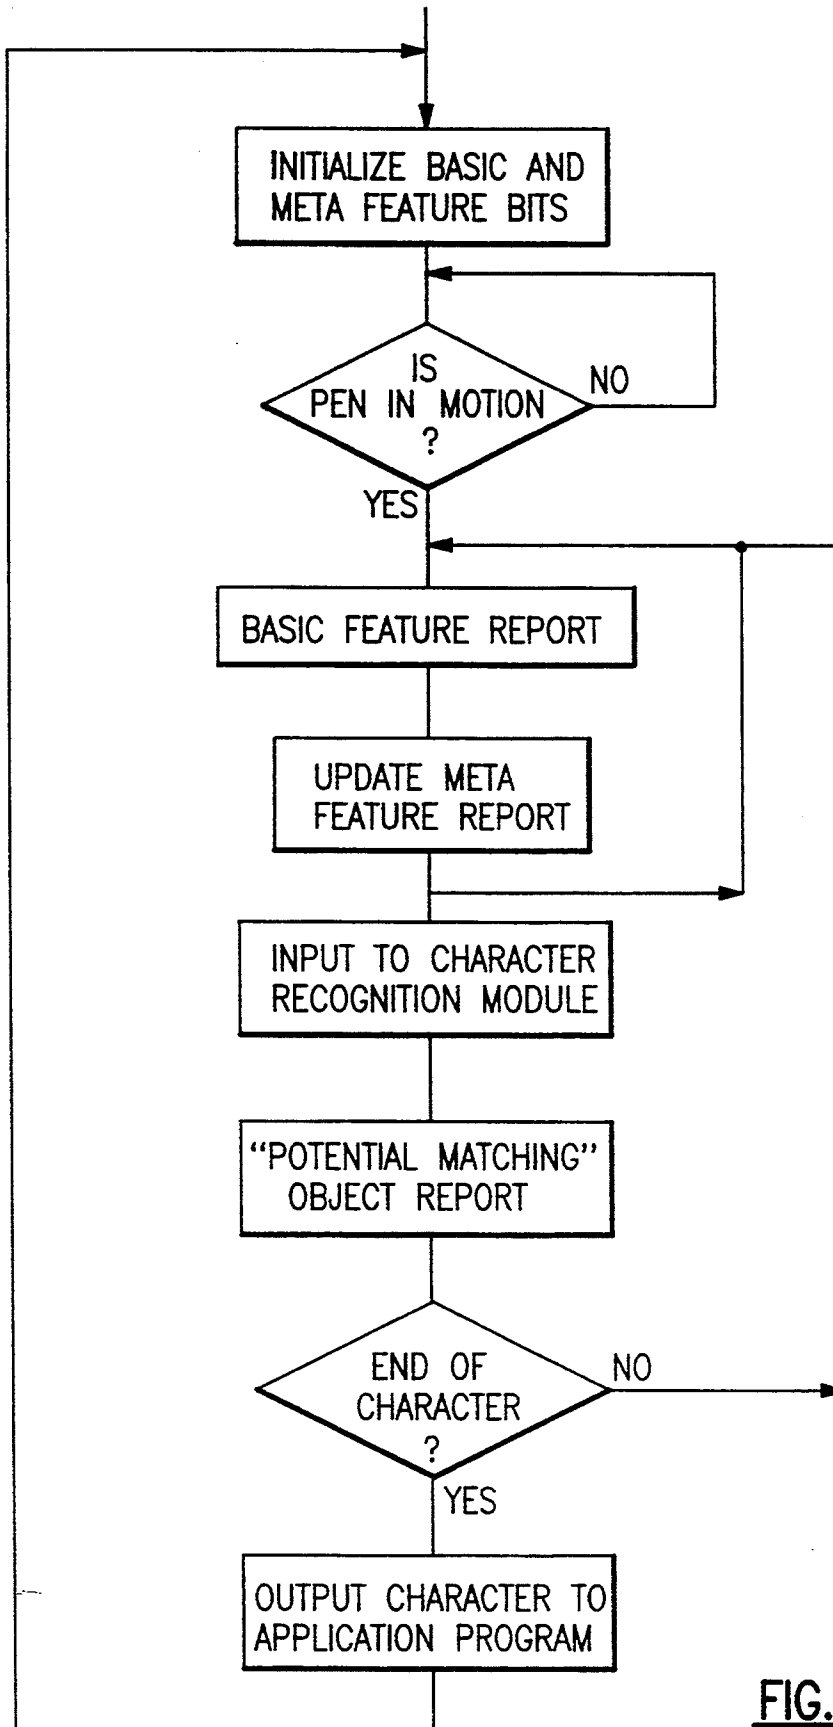 INITIALIZE BASIC AND
META FEATURE BITS
IS
PEN IN MOTION
?
NO
YES
BASIC FEATURE REPORT
UPDATE META
FEATURE REPORT
INPUT TO CHARACTER
RECOGNITION MODULE
“POTENTIAL MATCHING”
OBJECT REPORT
END OF
CHARACTER
?
NO
YES
OUTPUT CHARACTER TO
APPLICATION PROGRAM
FIG.